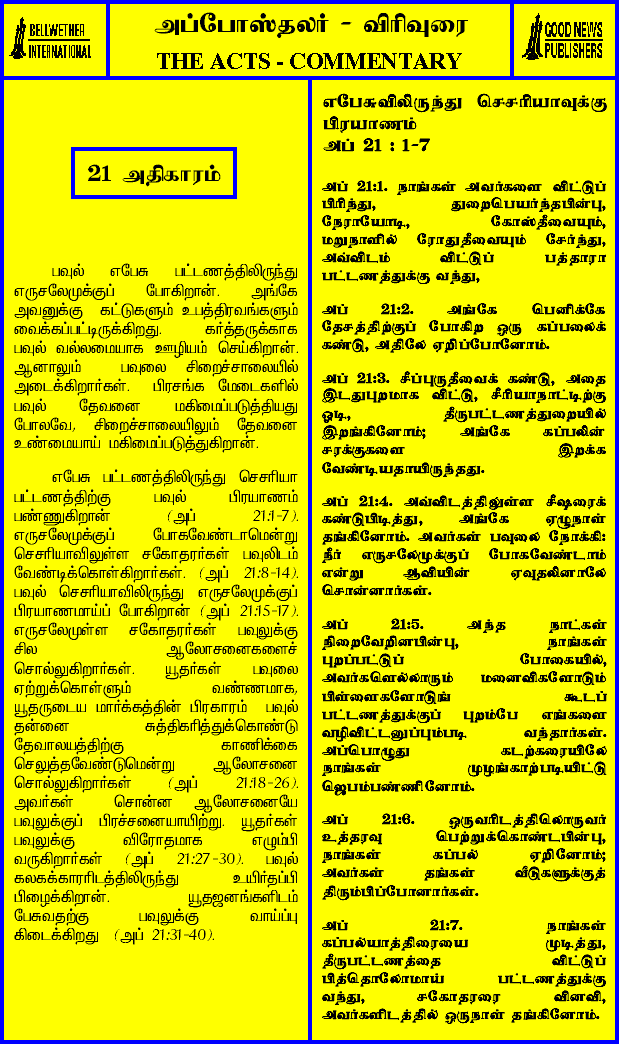 BELLWETHER
INTERNATIONAL
அப்போஸ்தலர் - விரிவுரை
THE ACTS - COMMENTARY
GOOD NEWS
PUBLISHERS
21 அதிகாரம்
பவுல் எபேசு பட்டணத்திலிருந்து
எருசலேமுக்குப் போகிறான். அங்கே
அவனுக்கு கட்டுகளும் உபத்திரவங்களும்
வைக்கப்பட்டிருக்கிறது. கர்த்தருக்காக
பவுல் வல்லமையாக ஊழியம் செய்கிறான்.
ஆனாலும் பவுலை சிறைச்சாலையில்
அடைக்கிறார்கள். பிரசங்க மேடைகளில்
பவுல் தேவனை மகிமைப்படுத்தியது
போலவே, சிறைச்சாலையிலும் தேவனை
உண்மையாய் மகிமைப்படுத்துகிறான்.
எபேசு பட்டணத்திலிருந்து செசரியா
பட்டணத்திற்கு பவுல் பிரயாணம்
பண்ணுகிறான் (அப் 21:1-7).
எருசலேமுக்குப் போகவேண்டாமென்று
செசரியாவிலுள்ள சகோதரர்கள் பவுலிடம்
வேண்டிக்கொள்கிறார்கள். (அப் 21:8-14).
பவுல் செசரியாவிலிருந்து எருசலேமுக்குப்
பிரயாணமாய்ப் போகிறான் (அப் 21:15-17).
எருசலேமுள்ள சகோதரர்கள் பவுலுக்கு
சில ஆலோசனைகளைச்
சொல்லுகிறார்கள். யூதர்கள் பவுலை
ஏற்றுக்கொள்ளும் வண்ணமாக,
யூதருடைய மார்க்கத்தின் பிரகாரம் பவுல்
தன்னை சுத்திகரித்துக்கொண்டு
தேவாலயத்திற்கு காணிக்கை
செலுத்தவேண்டுமென்று ஆலோசனை
சொல்லுகிறார்கள் (அப் 21:18-26).
அவர்கள் சொன்ன ஆலோசனையே
பவுலுக்குப் பிரச்சனையாயிற்று. யூதர்கள்
பவுலுக்கு விரோதமாக எழும்பி
வருகிறார்கள் (அப் 21:27-30). பவுல்
கலகக்காரரிடத்திலிருந்து உயிர்தப்பி
பிழைக்கிறான். யூதஜனங்களிடம்
பேசுவதற்கு பவுலுக்கு வாய்ப்பு
கிடைக்கிறது (அப் 21:31-40).
எபேசுவிலிருந்து செசரியாவுக்கு
பிரயாணம்
அப் 21 : 1-7
அப் 21:1. நாங்கள் அவர்களை விட்டுப்
பிரிந்து, துறைபெயர்ந்தபின்பு,
நேராயோடி, கோஸ்தீவையும்,
மறுநாளில் ரோதுதீவையும் சேர்ந்து,
அவ்விடம் விட்டுப் பத்தாரா
பட்டணத்துக்கு வந்து,
அப் 21:2. அங்கே பெனிக்கே
தேசத்திற்குப் போகிற ஒரு கப்பலைக்
கண்டு, அதிலே ஏறிப்போனோம்.
அப் 21:3. சீப்புருதீவைக் கண்டு, அதை
இடதுபுறமாக விட்டு, சீரியாநாட்டிற்கு
ஓடி, தீருபட்டணத்துறையில்
இறங்கினோம்; அங்கே கப்பலின்
சரக்குகளை இறக்க
வேண்டியதாயிருந்தது.
அப் 21:4. அவ்விடத்திலுள்ள சீஷரைக்
கண்டுபிடித்து, அங்கே ஏழுநாள்
தங்கினோம். அவர்கள் பவுலை நோக்கி:
நீர் எருசலேமுக்குப் போகவேண்டாம்
என்று ஆவியின் ஏவுதலினாலே
சொன்னார்கள்.
அப் 21:5. அந்த நாட்கள்
நிறைவேறினபின்பு, நாங்கள்
புறப்பட்டுப் போகையில்,
அவர்களெல்லாரும் மனைவிகளோடும்
பிள்ளைகளோடுங் கூடப்
பட்டணத்துக்குப் புறம்பே எங்களை
வழிவிட்டனுப்பும்படி வந்தார்கள்.
அப்பொழுது கடற்கரையிலே
நாங்கள் முழங்காற்படியிட்டு
ஜெபம்பண்ணினோம்.
அப் 21:6. ஒருவரிடத்திலொருவர்
உத்தரவு பெற்றுக்கொண்டபின்பு,
நாங்கள் கப்பல் ஏறினோம்;
அவர்கள் தங்கள் வீடுகளுக்குத்
திரும்பிப்போனார்கள்.
அப் 21:7. நாங்கள்
கப்பல்யாத்திரையை முடித்து,
தீருபட்டணத்தை விட்டுப்
பித்தொலோமாய் பட்டணத்துக்கு
வந்து, சகோதரரை வினவி,
அவர்களிடத்தில் ஒருநாள் தங்கினோம்.